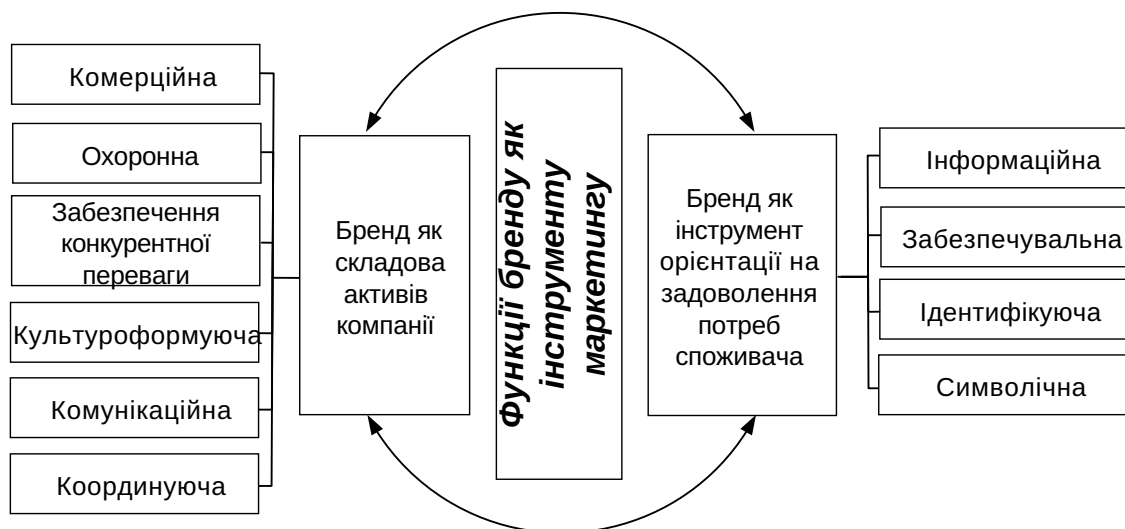 Комерційна
Охоронна
Забезпечення
конкурентної
переваги
Культуроформуюча
Комунікаційна
Координуюча
Бренд як
складова
активів
компанії
Функції бренду як
інструменту
маркетингу
Бренд як
інструмент
орієнтації на
задоволення
потреб
споживача
Інформаційна
Забезпечувальна
Ідентифікуюча
Символічна